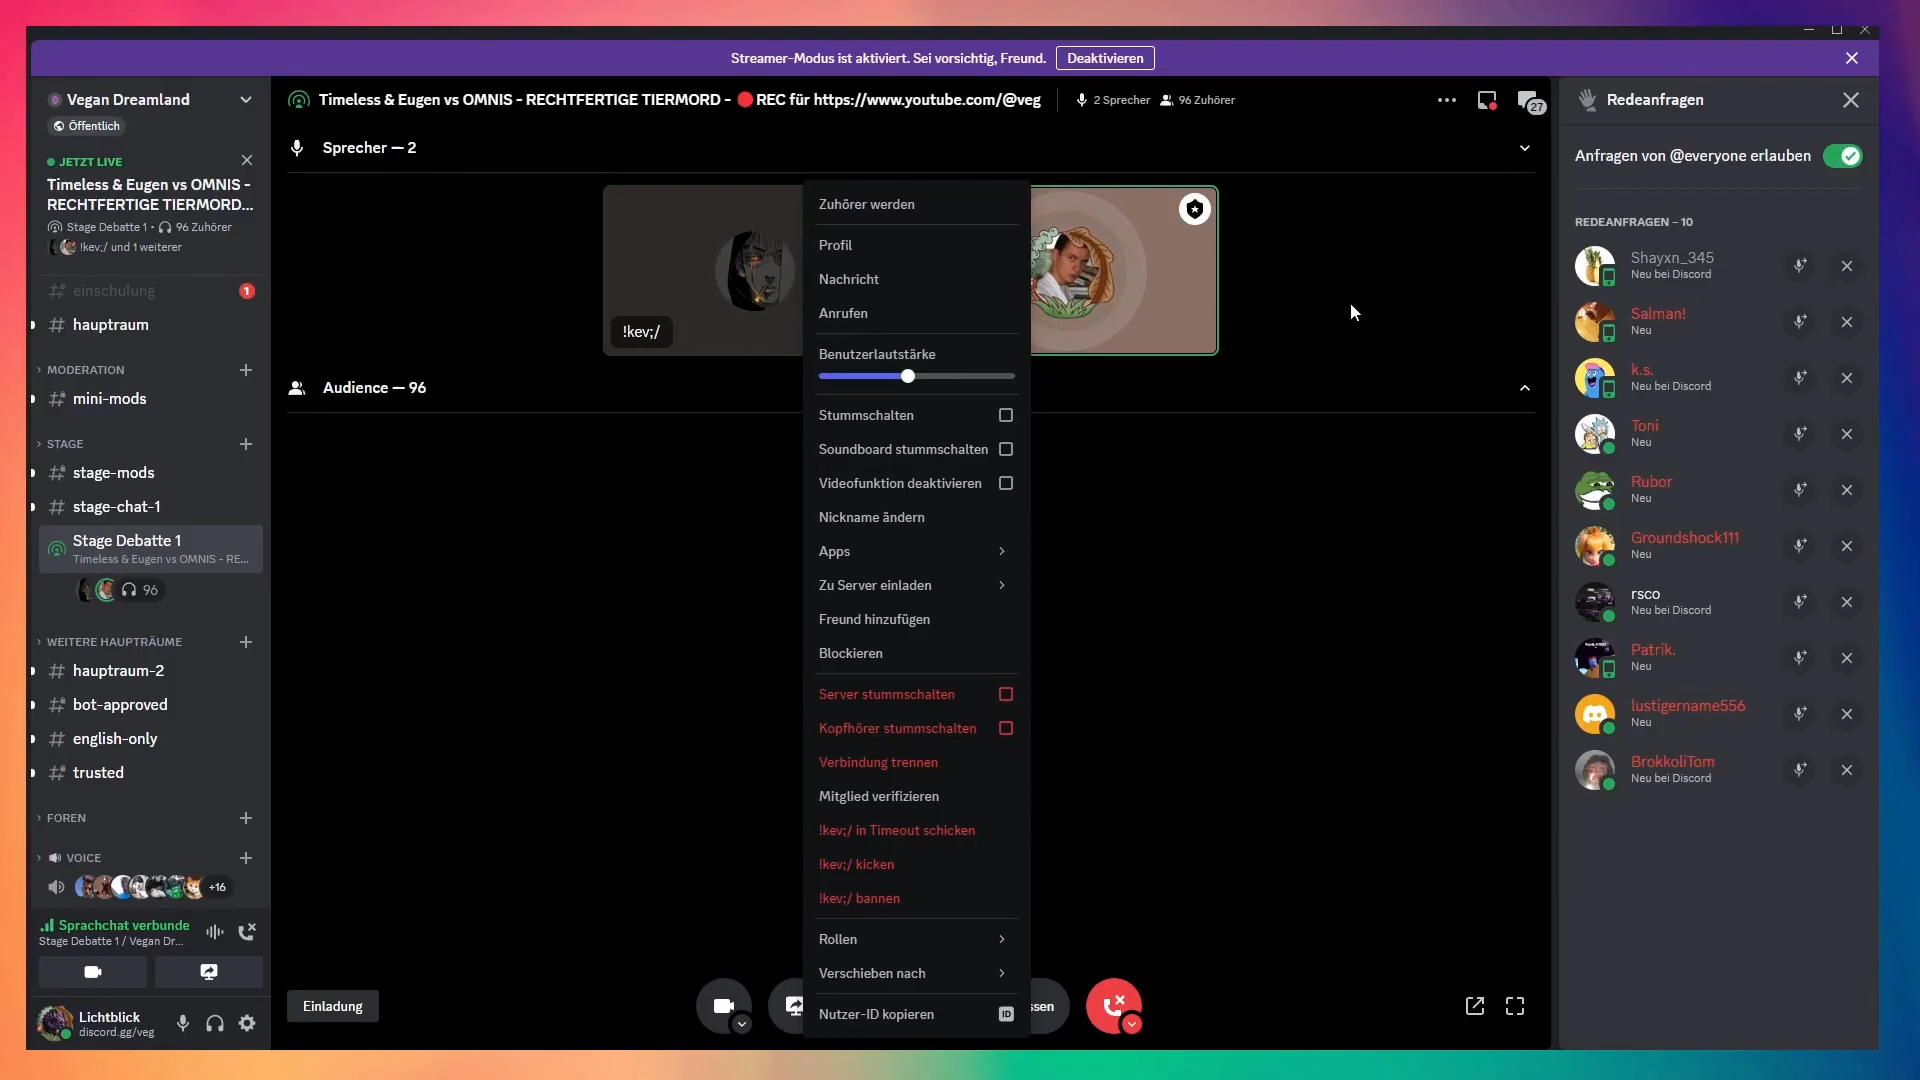 Streamer-Modus ist aktiviert. Sei vorsichtig, Freund.
Deaktivieren
Vegan Dreamland
Öffentlich
JETZT LIVE
Timeless & Eugen vs OMNIS -
RECHTFERTIGE TIERMORD...
Stage Debatte 1 • 96 Zuhörer
!kev;/ und 1 weiterer
einschulung
1
hauptraum
MODERATION
mini-mods
STAGE
stage-mods
stage-chat-1
Stage Debatte 1
Timeless & Eugen vs OMNIS - RE...
96
WEITERE HAUPTRÄUME
hauptraum-2
bot-approved
english-only
trusted
FOREN
VOICE
+16
Sprachchat verbunde
Stage Debatte 1 / Vegan Dr...
Lichtblick
discord.gg/veg
Timeless & Eugen vs OMNIS - RECHTFERTIGE TIERMORD - 🔴REC für https://www.youtube.com/@veg
2 Sprecher
96 Zuhörer
27
Sprecher — 2
!kev;/
Audience — 96
Zuhörer werden
Profil
Nachricht
Anrufen
Benutzerlautstärke
Stummschalten
Soundboard stummschalten
Videofunktion deaktivieren
Nickname ändern
Apps
Zu Server einladen
Freund hinzufügen
Blockieren
Server stummschalten
Kopfhörer stummschalten
Verbindung trennen
Mitglied verifizieren
!kev;/ in Timeout schicken
!kev;/ kicken
!kev;/ bannen
Rollen
Verschieben nach
Nutzer-ID kopieren
ID
Einladung
ssen
Redeanfragen
Anfragen von @everyone erlauben
REDEANFRAGEN – 10
Shayxn_345
Neu bei Discord
Salman!
Neu
k.s.
Neu bei Discord
Toni
Neu
Rubor
Neu
Groundshock111
Neu
rsco
Neu bei Discord
Patrik.
Neu
lustigername556
Neu
BrokkoliTom
Neu bei Discord